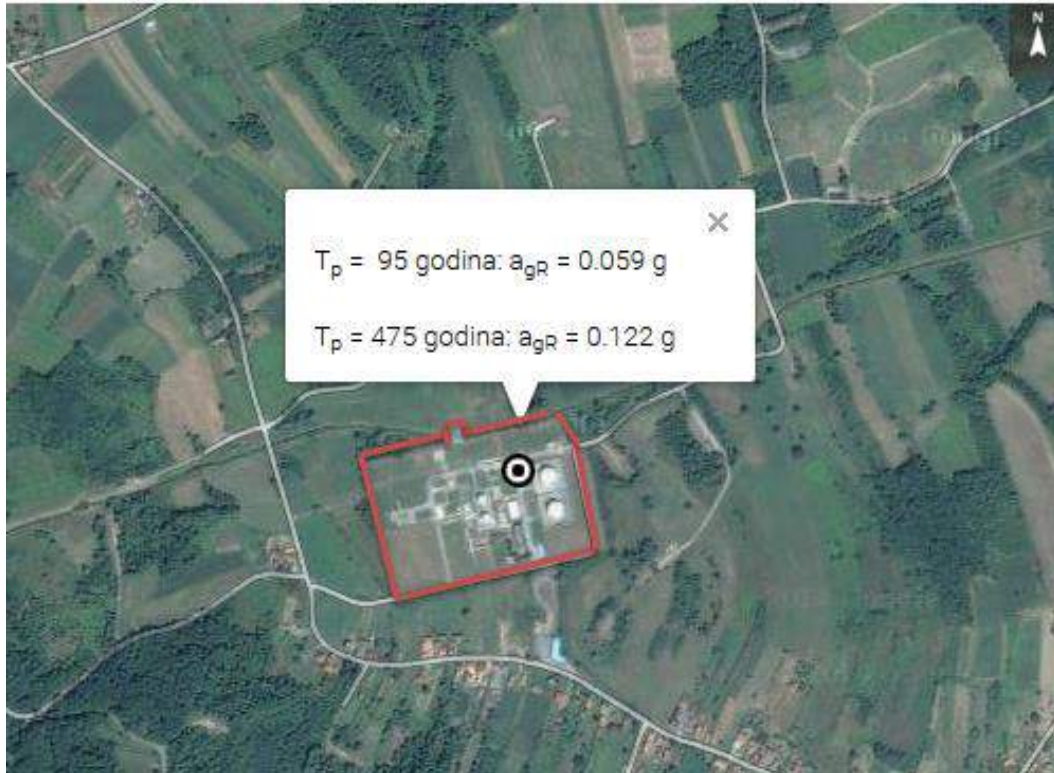 N
×
Tp = 95 godina: agR = 0.059 g
Tp = 475 godina: agR = 0.122 g